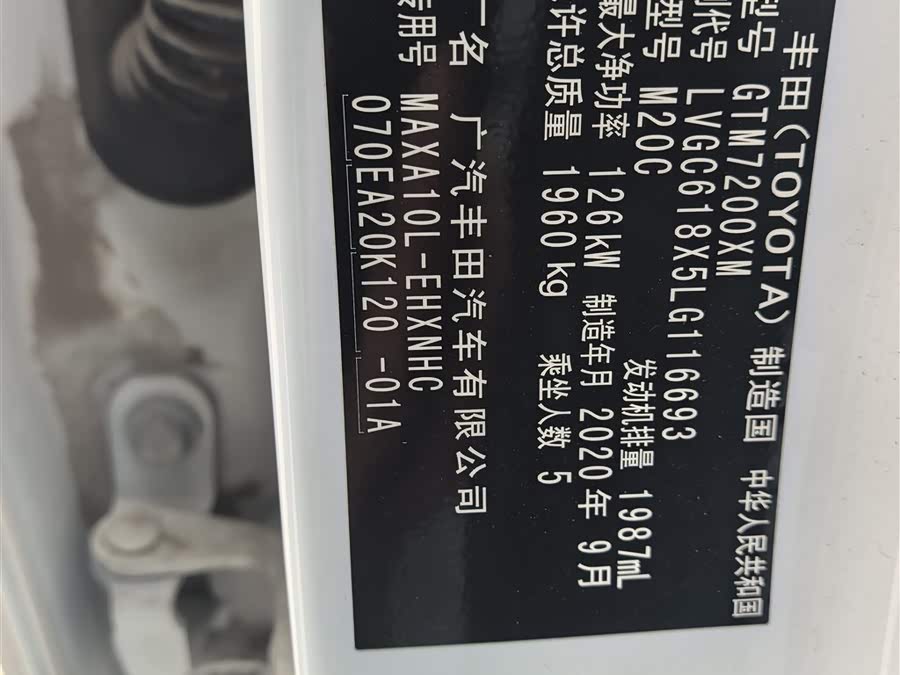 丰田(TOYOTA) 制造国 中华人民共和国
型号 GTM7200XM
代号 LVGC618X5LG116693
型号 M20C 发动机排量 1987mL
最大净功率 126kW 制造年月 2020年 9月
许总质量 1960kg 乘坐人数 5
名 广汽丰田汽车有限公司
专用号 MAXA10L-EHXNHC
070EA20K120 -01A